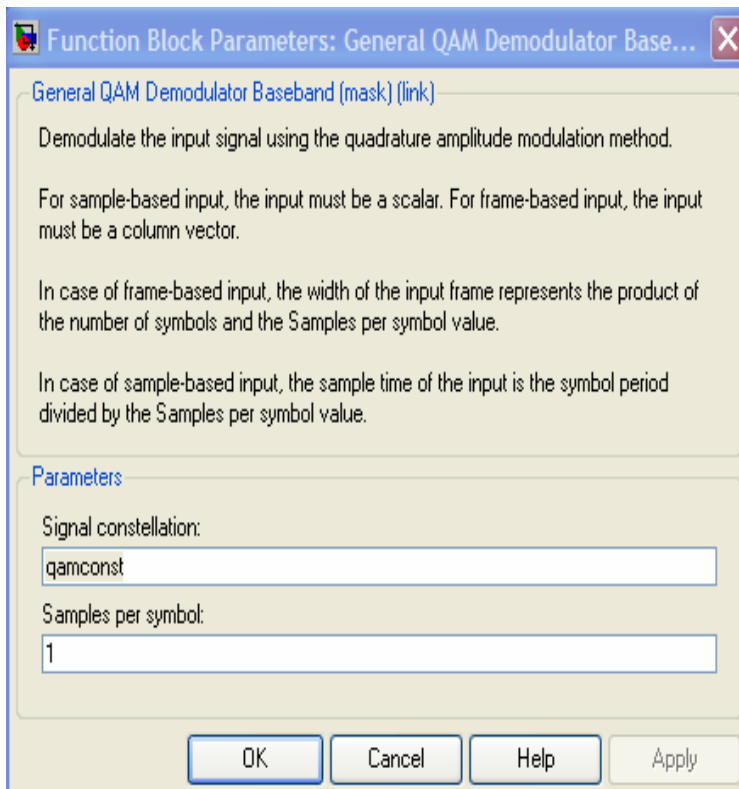 Function Block Parameters: General QAM Demodulator Base...
General QAM Demodulator Baseband (mask) (link)
Demodulate the input signal using the quadrature amplitude modulation method.
For sample-based input, the input must be a scalar. For frame-based input, the input
must be a column vector.
In case of frame-based input, the width of the input frame represents the product of
the number of symbols and the Samples per symbol value.
In case of sample-based input, the sample time of the input is the symbol period
divided by the Samples per symbol value.
Parameters
Signal constellation:
qamconst
Samples per symbol:
1
OK
Cancel
Help
Apply